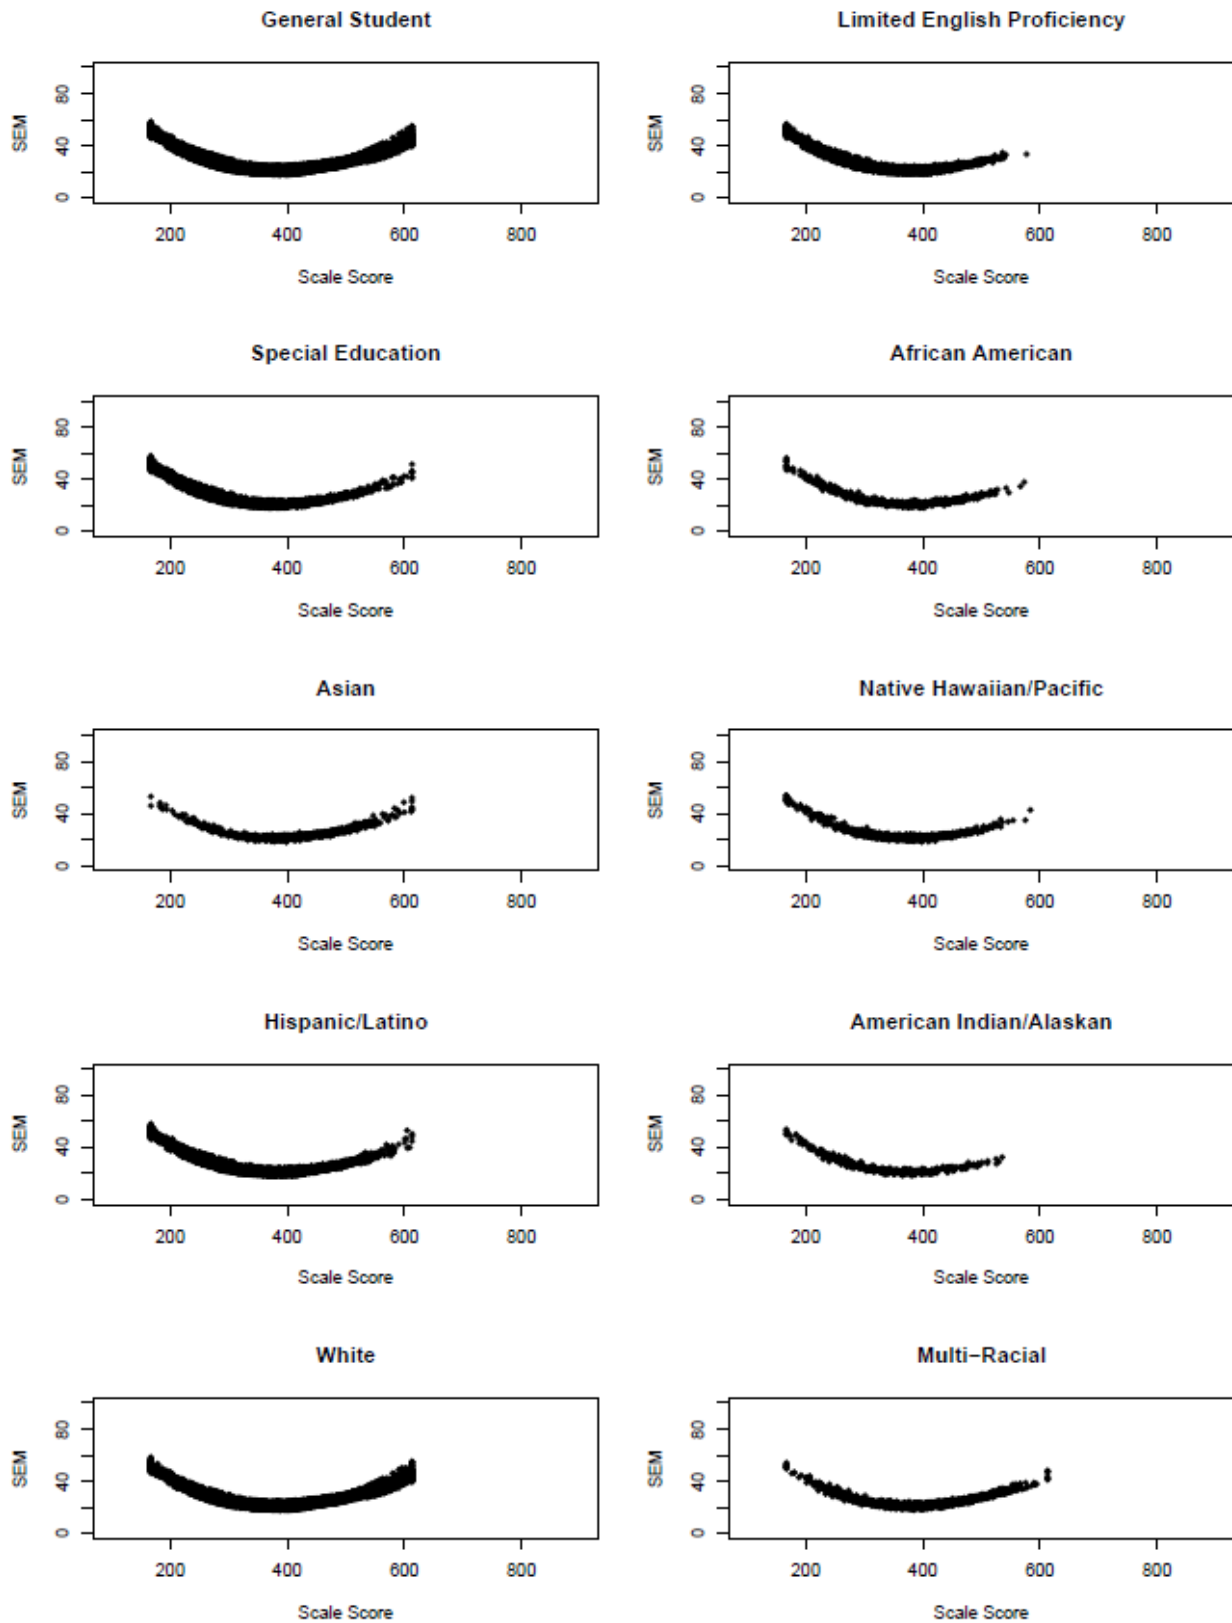 General Student
SEM
0 40 80
200 400 600 800
Scale Score
Limited English Proficiency
SEM
0 40 80
200 400 600 800
Scale Score
Special Education
SEM
0 40 80
200 400 600 800
Scale Score
African American
SEM
0 40 80
200 400 600 800
Scale Score
Asian
SEM
0 40 80
200 400 600 800
Scale Score
Native Hawaiian/Pacific
SEM
0 40 80
200 400 600 800
Scale Score
Hispanic/Latino
SEM
0 40 80
200 400 600 800
Scale Score
American Indian/Alaskan
SEM
0 40 80
200 400 600 800
Scale Score
White
SEM
0 40 80
200 400 600 800
Scale Score
Multi−Racial
SEM
0 40 80
200 400 600 800
Scale Score